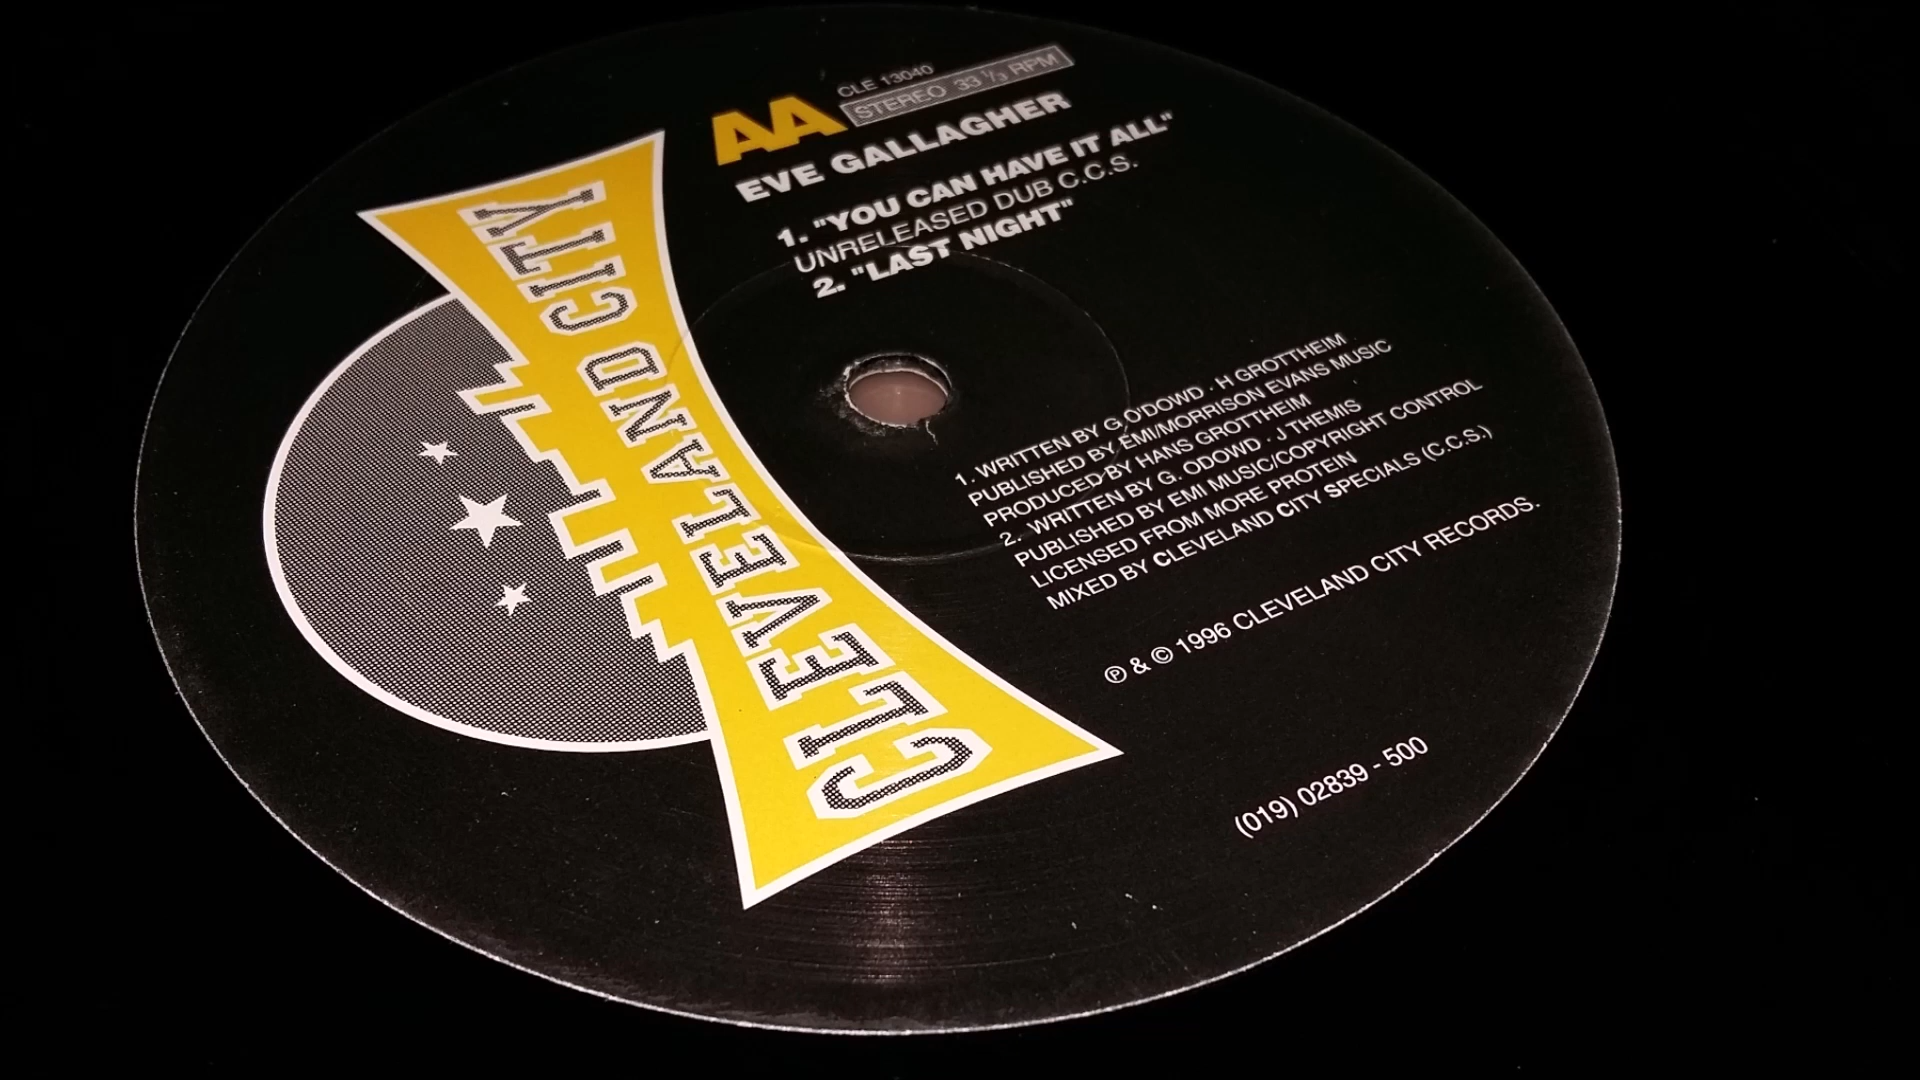 AA
CLE 13040
STEREO 33 1/3 RPM
EVE GALLAGHER
1. "YOU CAN HAVE IT ALL"
UNRELEASED DUB C.C.S.
2. "LAST NIGHT"
CLEVELAND CITY
1. WRITTEN BY G. O'DOWD · H GROTTHEIM
PUBLISHED BY EMI/MORRISON EVANS MUSIC
PRODUCED BY HANS GROTTHEIM
2. WRITTEN BY G. ODOWD · J THEMIS
PUBLISHED BY EMI MUSIC/COPYRIGHT CONTROL
LICENSED FROM MORE PROTEIN
MIXED BY CLEVELAND CITY SPECIALS (C.C.S.)
℗ & © 1996 CLEVELAND CITY RECORDS.
(019) 02839 - 500